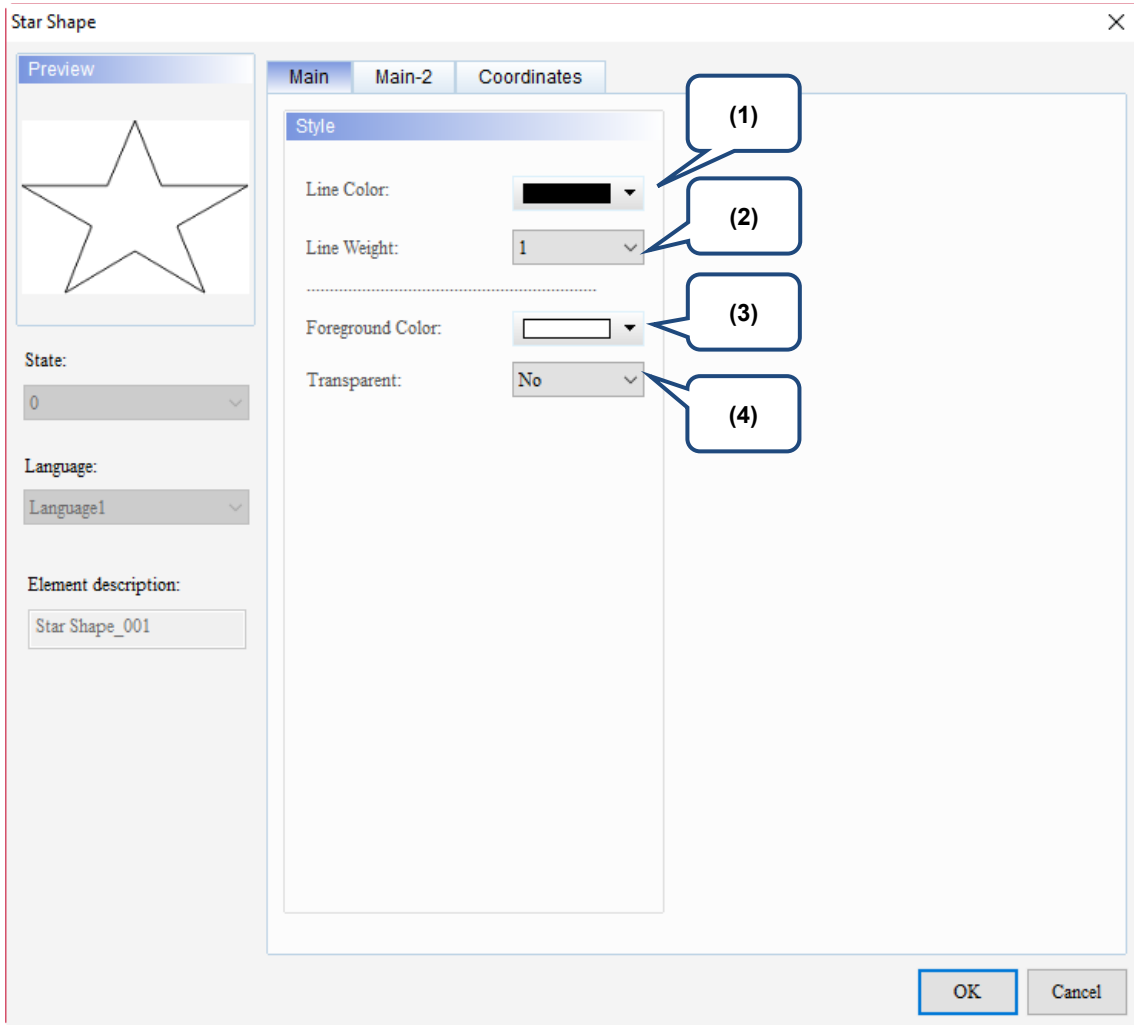 Star Shape
Preview
Main Main-2 Coordinates
Style
(1)
Line Color:
(2)
Line Weight: 1
(3)
Foreground Color:
State:
Transparent: No
0
(4)
Language:
Language1
Element description:
Star Shape_001
OK Cancel